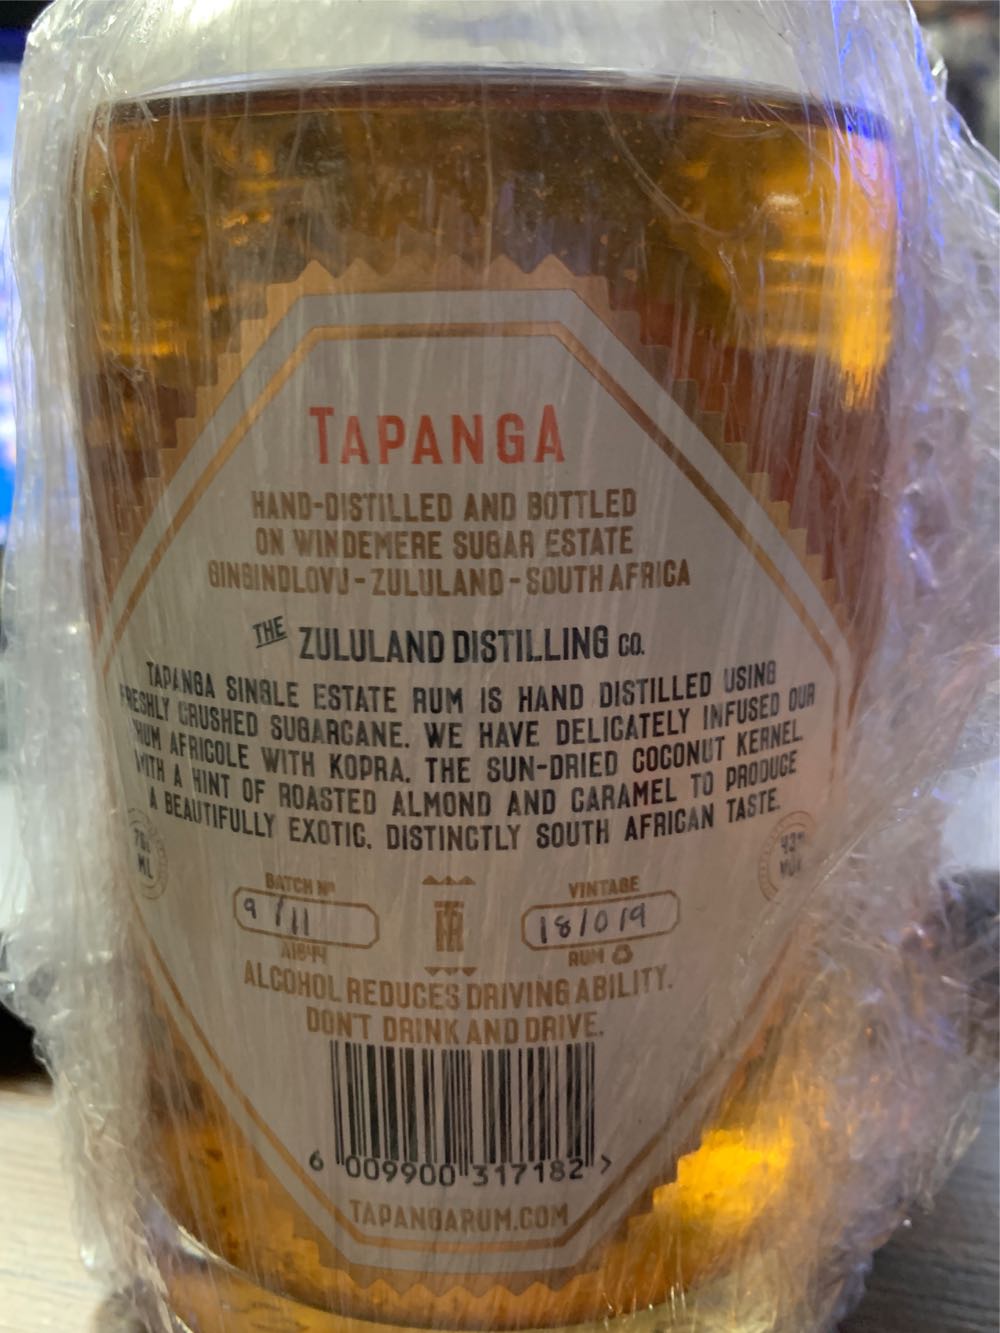 TAPANGA
HAND-DISTILLED AND BOTTLED
ON WINDEMERE SUGAR ESTATE
GINGINDLOVU - ZULULAND - SOUTH AFRICA
THE ZULULAND DISTILLING CO.
TAPANGA SINGLE ESTATE RUM IS HAND DISTILLED USING
FRESHLY CRUSHED SUGARCANE. WE HAVE DELICATELY INFUSED OUR
RUM AFRICOLE WITH KOPRA. THE SUN-DRIED COCONUT KERNEL
WITH A HINT OF ROASTED ALMOND AND CARAMEL TO PRODUCE
A BEAUTIFULLY EXOTIC, DISTINCTLY SOUTH AFRICAN TASTE.
ML
VOL
BATCH Nº
VINTAGE
9/11
18/019
A1844
RUM
ALCOHOL REDUCES DRIVING ABILITY.
DON'T DRINK AND DRIVE.
6 009900 317182 >
TAPANGARUM.COM